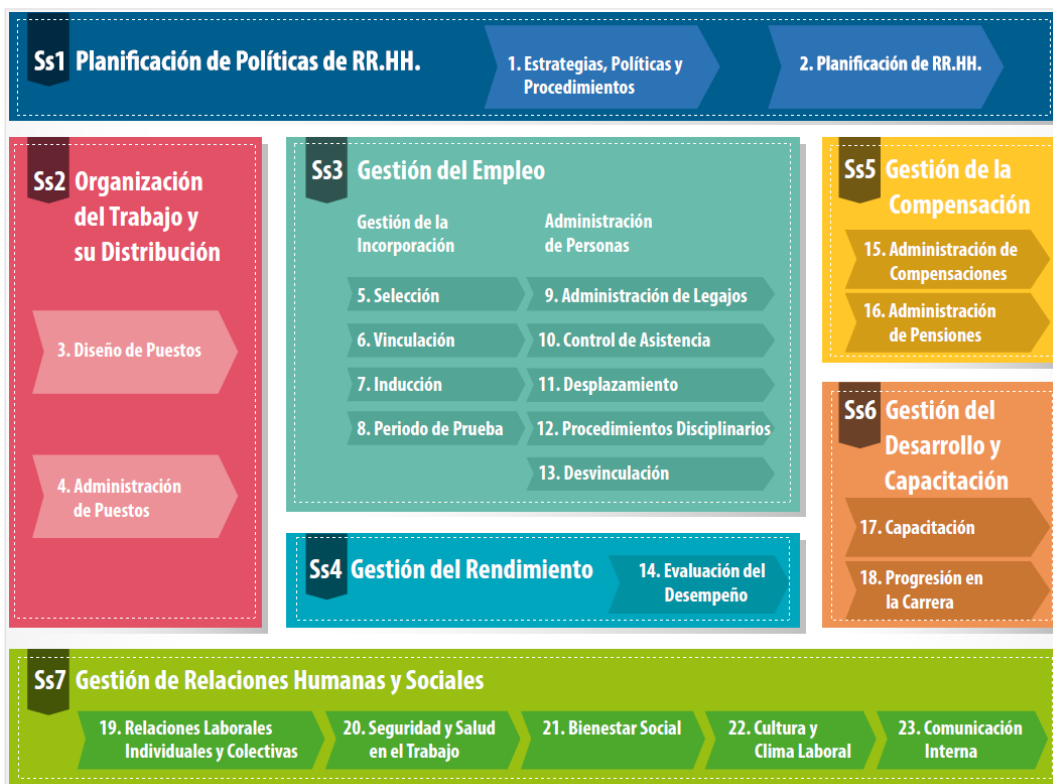 Ss1 Planificación de Políticas de RR.HH.
1. Estrategias, Políticas y
Procedimientos
2. Planificación de RR.HH.
Ss2 Organización
del Trabajo y
su Distribución
3. Diseño de Puestos
4. Administración
de Puestos
Ss3 Gestión del Empleo
Gestión de la
Incorporación
5. Selección
6. Vinculación
7. Inducción
8. Periodo de Prueba
Administración
de Personas
9. Administración de Legajos
10. Control de Asistencia
11. Desplazamiento
12. Procedimientos Disciplinarios
13. Desvinculación
Ss4 Gestión del Rendimiento
14. Evaluación del
Desempeño
Ss5 Gestión de la
Compensación
15. Administración de
Compensaciones
16. Administración
de Pensiones
Ss6 Gestión del
Desarrollo y
Capacitación
17. Capacitación
18. Progresión en
la Carrera
Ss7 Gestión de Relaciones Humanas y Sociales
19. Relaciones Laborales
Individuales y Colectivas
20. Seguridad y Salud
en el Trabajo
21. Bienestar Social
22. Cultura y
Clima Laboral
23. Comunicación
Interna